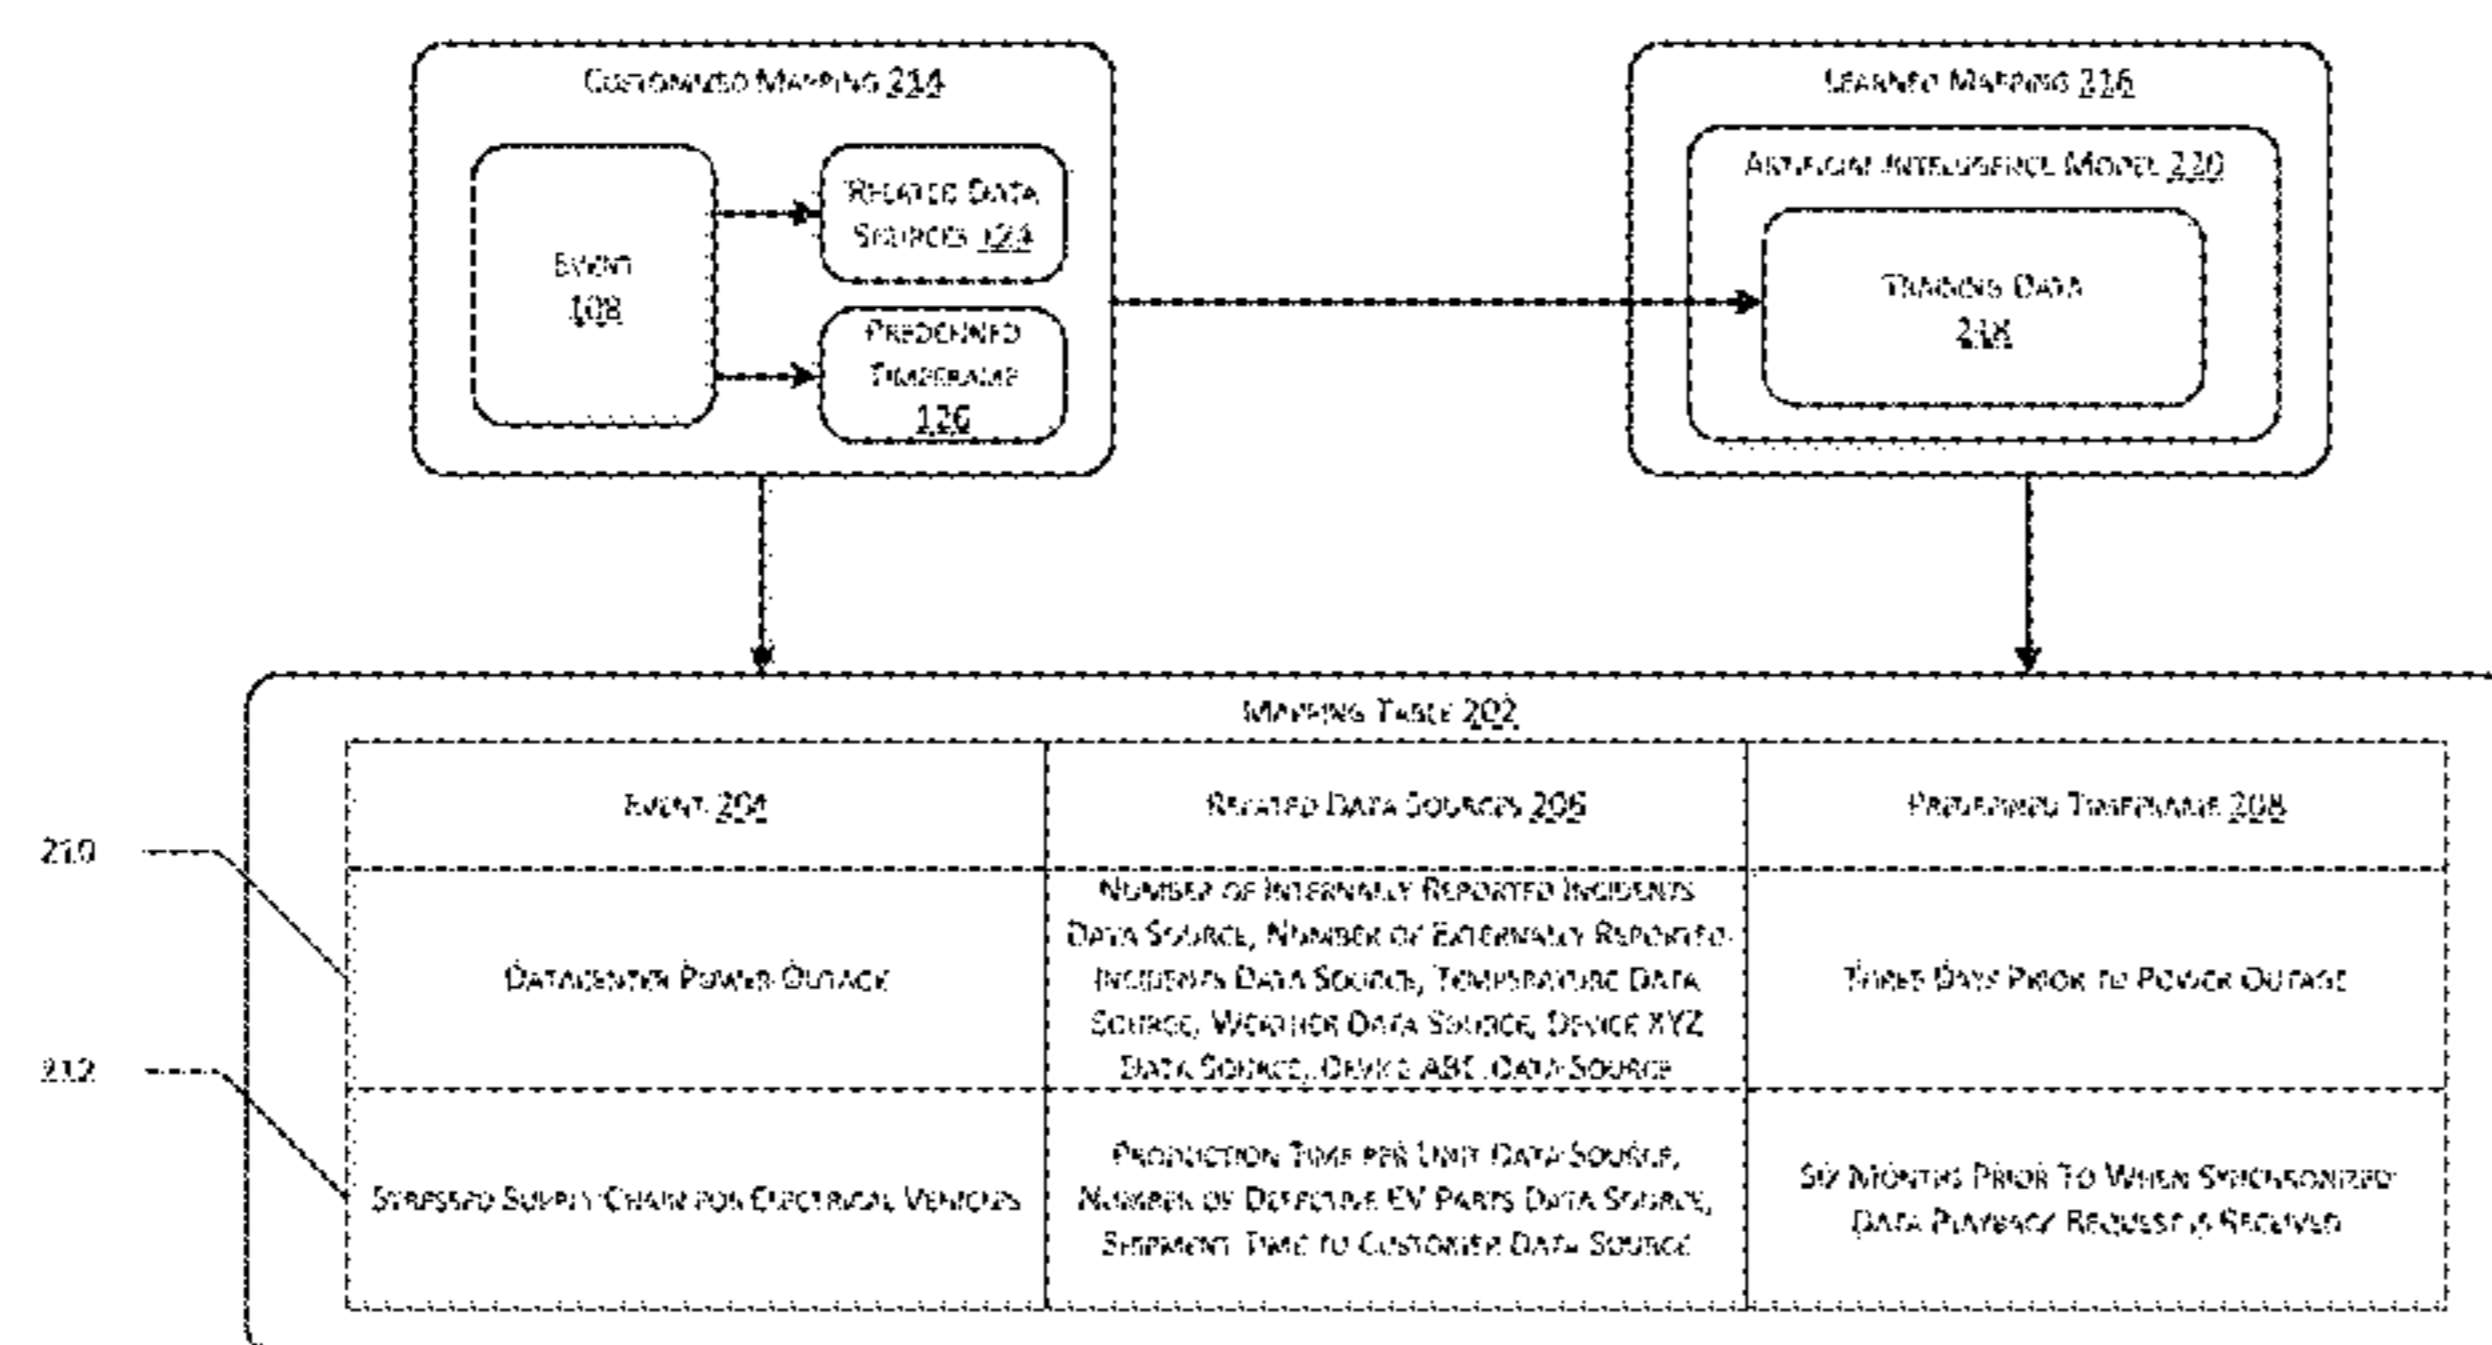 CUSTOMIZED MAPPING 214
EVENT
108
RELATED DATA
SOURCES 124
PREDEFINED
TIMEFRAME
126
LEARNED MAPPING 216
ARTIFICIAL INTELLIGENCE MODEL 220
TRAINING DATA
218
MAPPING TABLE 202
EVENT 204
RELATED DATA SOURCES 206
PREDEFINED TIMEFRAME 208
210
DATACENTER POWER OUTAGE
NUMBER OF INTERNALLY REPORTED INCIDENTS
DATA SOURCE, NUMBER OF EXTERNALLY REPORTED
INCIDENTS DATA SOURCE, TEMPERATURE DATA
SOURCE, WEATHER DATA SOURCE, DEVICE XYZ
DATA SOURCE, DEVICE ABC DATA SOURCE
THREE DAYS PRIOR TO POWER OUTAGE
212
STRESSED SUPPLY CHAIN FOR ELECTRICAL VEHICLES
PRODUCTION TIME PER UNIT DATA SOURCE,
NUMBER OF DEFECTIVE EV PARTS DATA SOURCE,
SHIPMENT TIME TO CUSTOMER DATA SOURCE
SIX MONTHS PRIOR TO WHEN SYNCHRONIZED
DATA PLAYBACK REQUEST IS RECEIVED